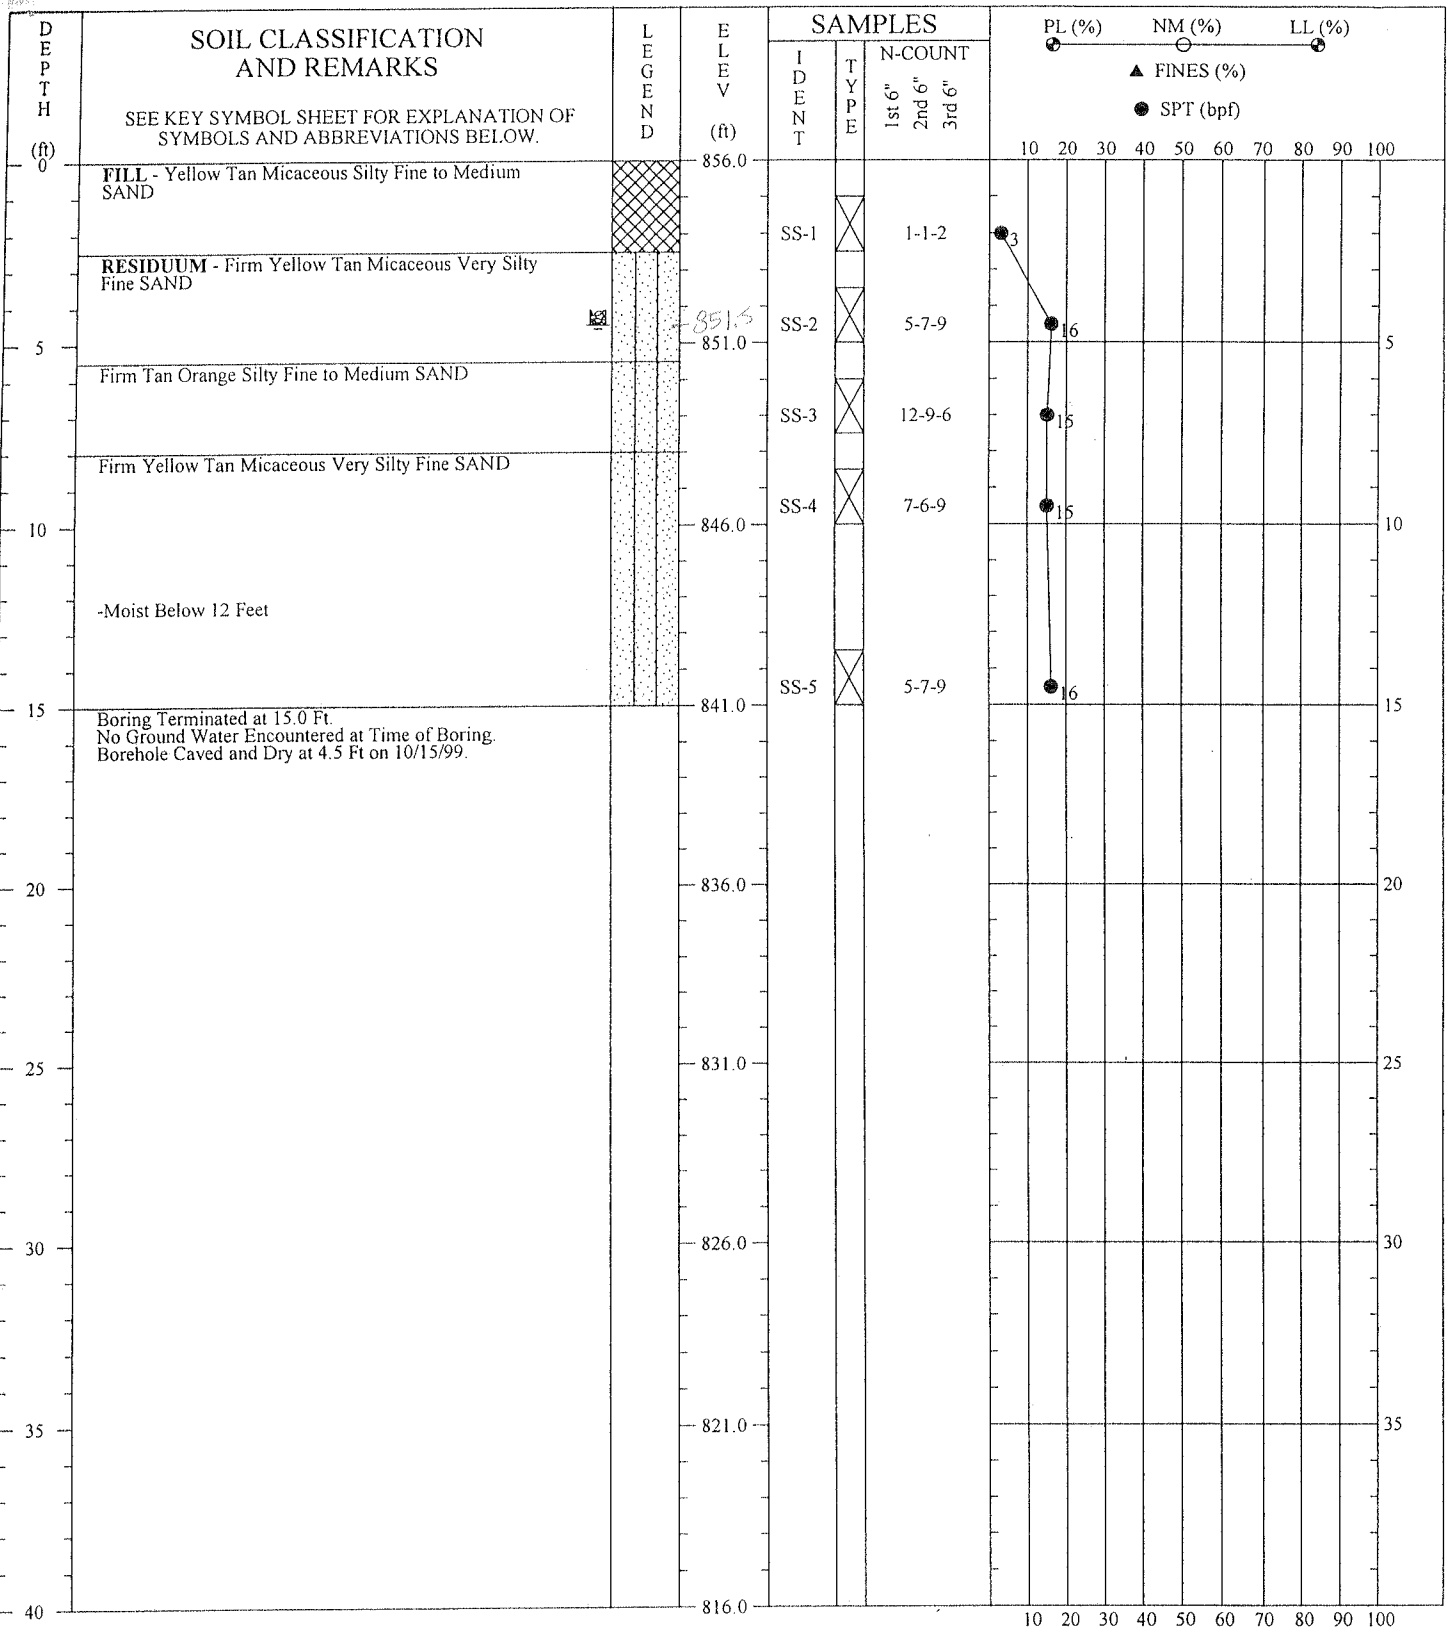 DEPTH (ft)
SOIL CLASSIFICATION
AND REMARKS
SEE KEY SYMBOL SHEET FOR EXPLANATION OF
SYMBOLS AND ABBREVIATIONS BELOW.
LEGEND
ELEV (ft)
SAMPLES
IDENT
TYPE
N-COUNT
1st 6"
2nd 6"
3rd 6"
PL (%) NM (%) LL (%)
▲ FINES (%)
● SPT (bpf)
10 20 30 40 50 60 70 80 90 100
0 856.0
FILL - Yellow Tan Micaceous Silty Fine to Medium
SAND
SS-1 1-1-2 3
RESIDUUM - Firm Yellow Tan Micaceous Very Silty
Fine SAND
851.5
SS-2 5-7-9 16
5 851.0 5
Firm Tan Orange Silty Fine to Medium SAND
SS-3 12-9-6 15
Firm Yellow Tan Micaceous Very Silty Fine SAND
SS-4 7-6-9 15
10 846.0 10
-Moist Below 12 Feet
SS-5 5-7-9 16
15 841.0 15
Boring Terminated at 15.0 Ft.
No Ground Water Encountered at Time of Boring.
Borehole Caved and Dry at 4.5 Ft on 10/15/99.
20 836.0 20
25 831.0 25
30 826.0 30
35 821.0 35
40 816.0
10 20 30 40 50 60 70 80 90 100